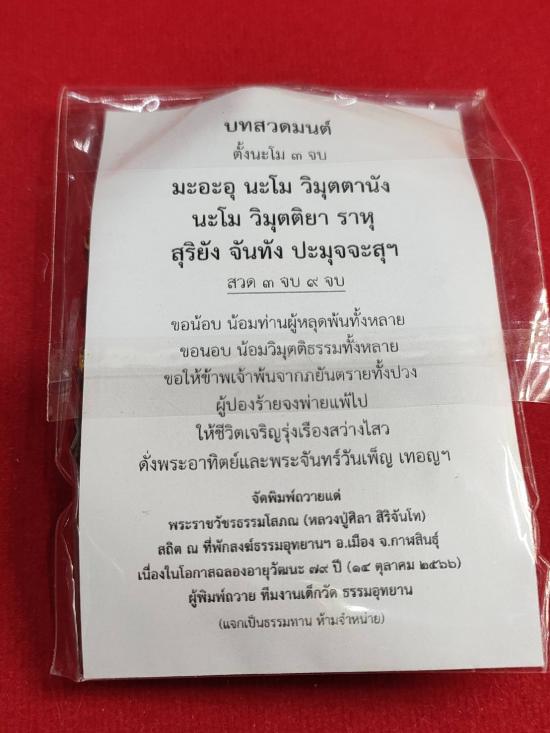 บทสวดมนต์
ตั้งนะโม ๓ จบ
มะอะอุ นะโม วิมุตตานัง
นะโม วิมุตติยา ราหุ
สุริยัง จันทัง ปะมุจจะสุฯ
สวด ๓ จบ ๙ จบ
ขอน้อบ น้อมท่านผู้หลุดพ้นทั้งหลาย
ขอนอบ น้อมวิมุตติธรรมทั้งหลาย
ขอให้ข้าพเจ้าพ้นจากภยันตรายทั้งปวง
ผู้ปองร้ายจงพ่ายแพ้ไป
ให้ชีวิตเจริญรุ่งเรืองสว่างไสว
ดั่งพระอาทิตย์และพระจันทร์วันเพ็ญ เทอญฯ
จัดพิมพ์ถวายแด่
พระราชวัชรธรรมโสภณ (หลวงปู่ศิลา สิริจันโท)
สถิต ณ ที่พักสงฆ์ธรรมอุทยานฯ อ.เมือง จ.กาฬสินธุ์
เนื่องในโอกาสฉลองอายุวัฒนะ ๗๙ ปี (๑๔ ตุลาคม ๒๕๖๖)
ผู้พิมพ์ถวาย ทีมงานเด็กวัด ธรรมอุทยาน
(แจกเป็นธรรมทาน ห้ามจำหน่าย)